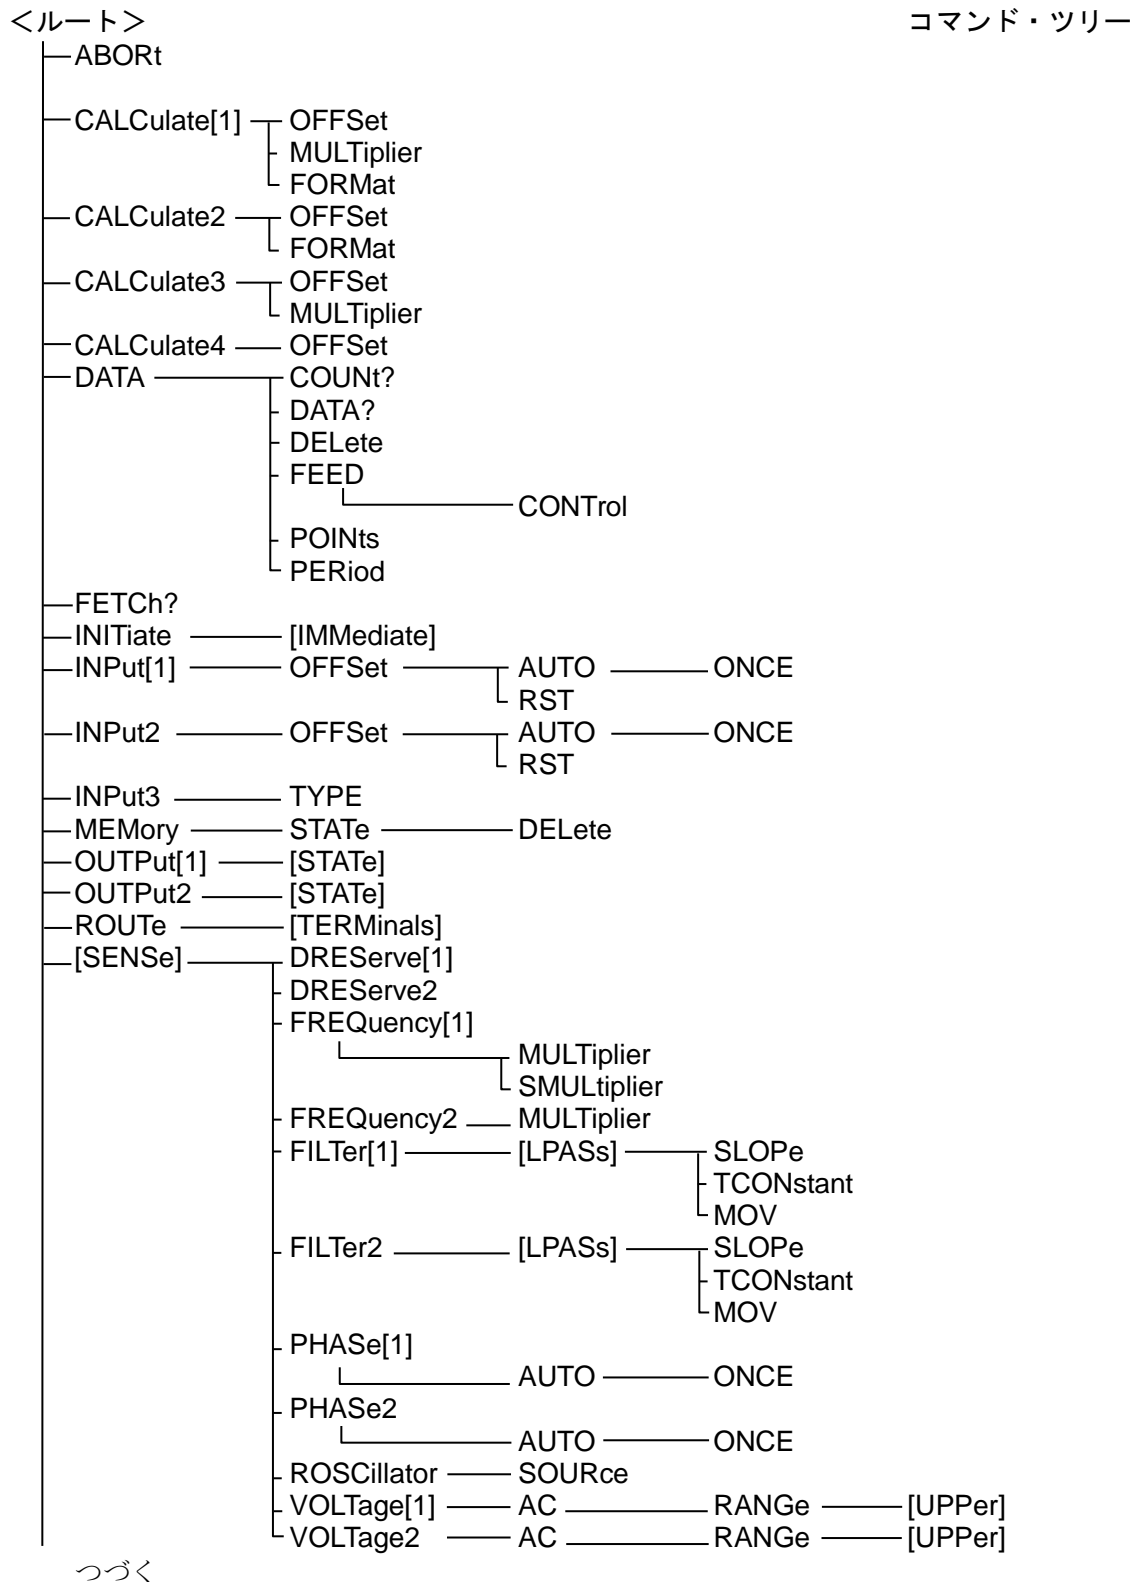 ＜ルート＞ コマンド・ツリー
ABORt
CALCulate[1] OFFSet
MULTiplier
FORMat
CALCulate2 OFFSet
FORMat
CALCulate3 OFFSet
MULTiplier
CALCulate4 OFFSet
DATA COUNt?
DATA?
DELete
FEED
CONTrol
POINts
PERiod
FETCh?
INITiate [IMMediate]
INPut[1] OFFSet AUTO ONCE
RST
INPut2 OFFSet AUTO ONCE
RST
INPut3 TYPE
MEMory STATe DELete
OUTPut[1] [STATe]
OUTPut2 [STATe]
ROUTe [TERMinals]
[SENSe] DREServe[1]
DREServe2
FREQuency[1]
MULTiplier
SMULtiplier
FREQuency2 MULTiplier
FILTer[1] [LPASs] SLOPe
TCONstant
MOV
FILTer2 [LPASs] SLOPe
TCONstant
MOV
PHASe[1]
AUTO ONCE
PHASe2
AUTO ONCE
ROSCillator SOURce
VOLTage[1] AC RANGe [UPPer]
VOLTage2 AC RANGe [UPPer]
つづく